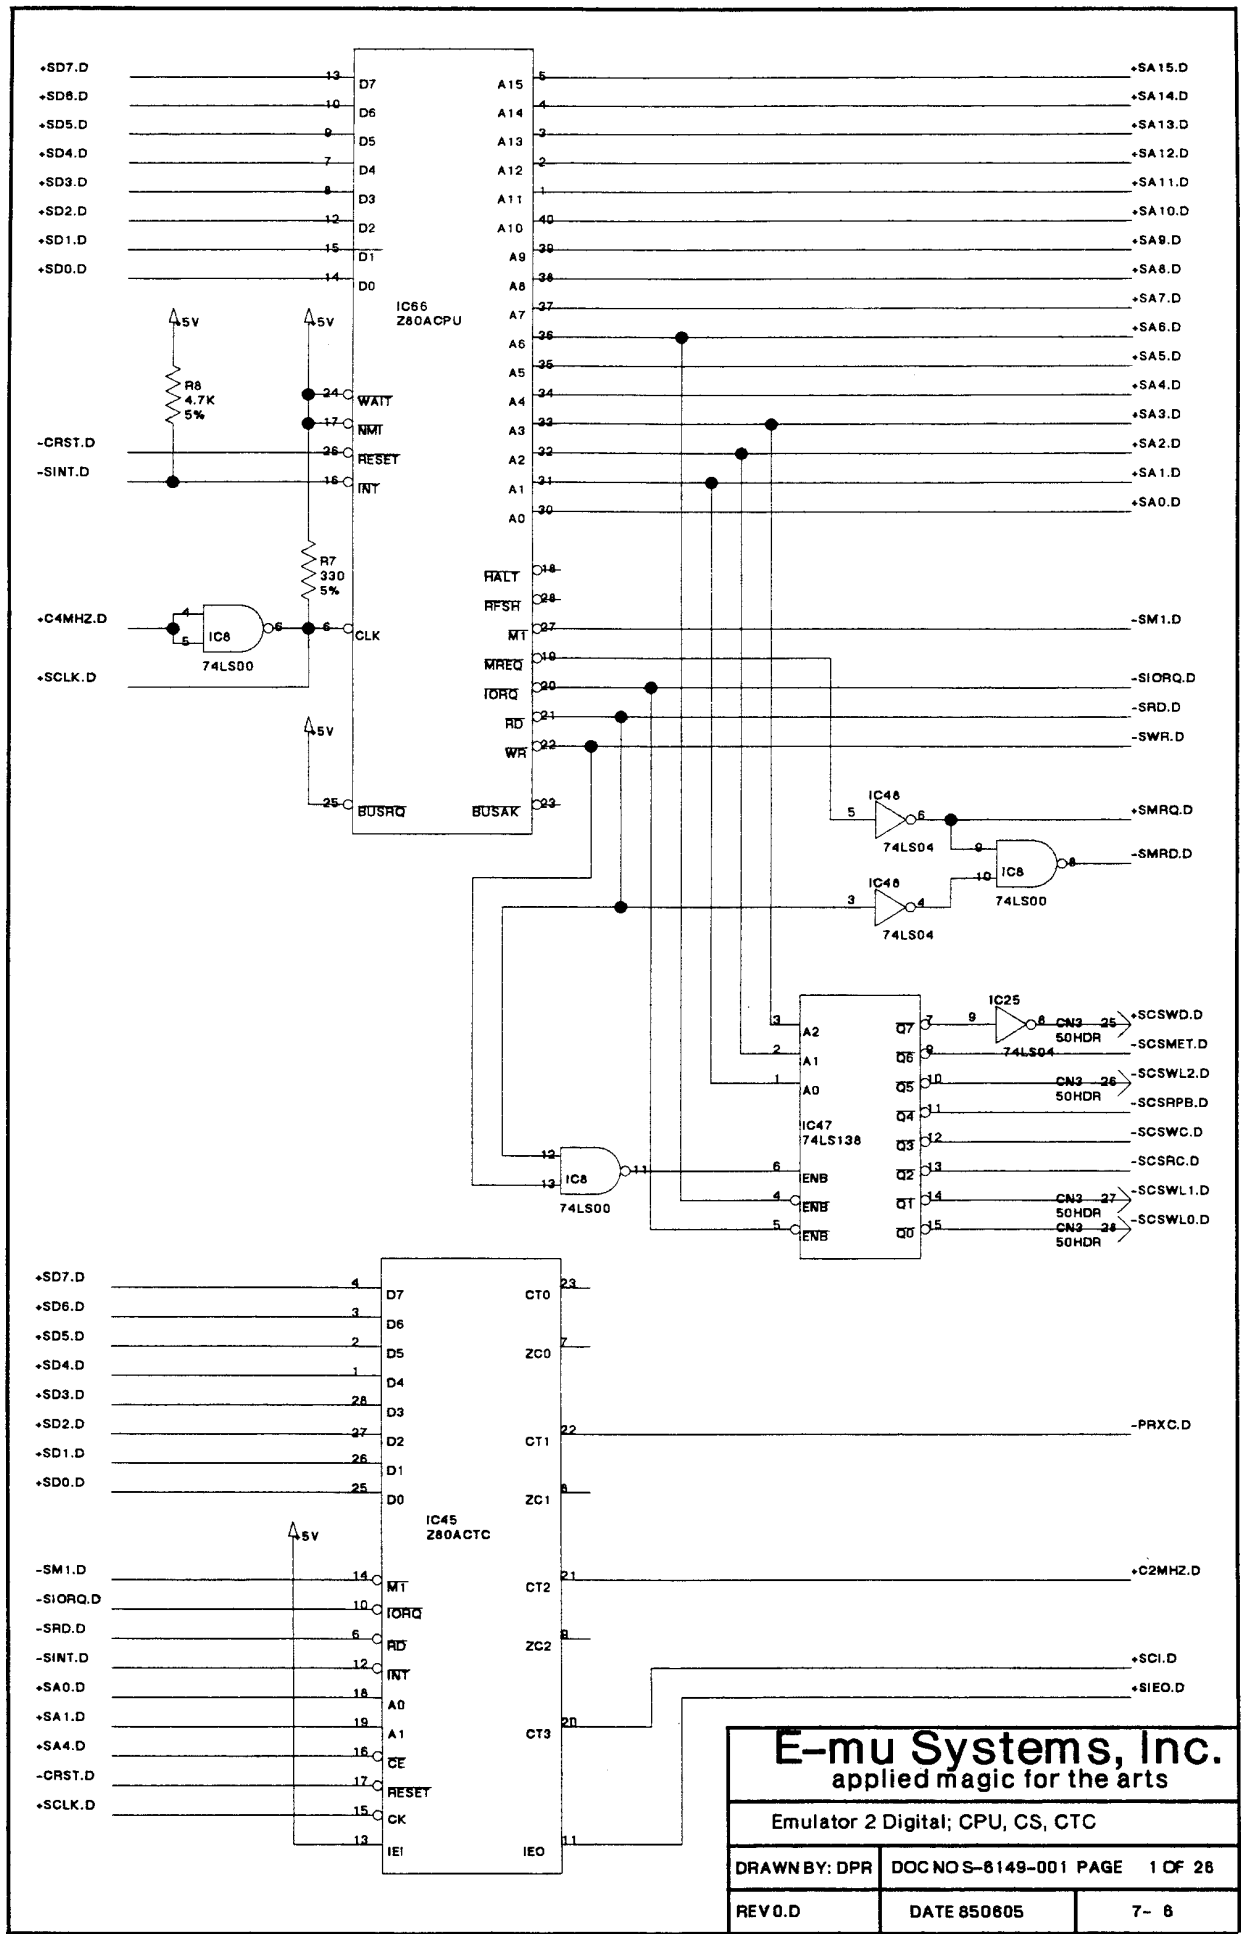 +SD7.D 13 D7 A15 5 +SA15.D
+SD6.D 10 D6 A14 4 +SA14.D
+SD5.D 9 D5 A13 3 +SA13.D
+SD4.D 7 D4 A12 2 +SA12.D
+SD3.D 8 D3 A11 1 +SA11.D
+SD2.D 12 D2 A10 40 +SA10.D
+SD1.D 15 D1 A9 39 +SA9.D
+SD0.D 14 D0 A8 38 +SA8.D
IC66
Z80ACPU
A7 37 +SA7.D
+5V +5V
A6 36 +SA6.D
A5 35 +SA5.D
R8
4.7K
5%
24 WAIT A4 34 +SA4.D
17 NMI A3 33 +SA3.D
-CRST.D 26 RESET A2 32 +SA2.D
-SINT.D 16 INT A1 31 +SA1.D
A0 30 +SA0.D
R7
330
5%
HALT 18
RFSH 28
+C4MHZ.D 4 5 IC8 6 6 CLK M1 27 -SM1.D
74LS00
MREQ 19
+SCLK.D IORQ 20 -SIORQ.D
RD 21 -SRD.D
+5V WR 22 -SWR.D
25 BUSRQ BUSAK 23
IC48
5 6 +SMRQ.D
74LS04
9 10 IC8 8 -SMRD.D
74LS00
IC48
3 4
74LS04
IC25
3 A2 Q7 7 9 8 CN3 25 +SCSWD.D
50HDR
74LS04
2 A1 Q6 9 -SCSMET.D
1 A0 Q5 10 CN3 26 -SCSWL2.D
50HDR
Q4 11 -SCSRPB.D
IC47
74LS138
Q3 12 -SCSWC.D
12 13 IC8 11 6 ENB Q2 13 -SCSRC.D
74LS00
4 ENB Q1 14 CN3 27 -SCSWL1.D
50HDR
5 ENB Q0 15 CN3 28 -SCSWL0.D
50HDR
+SD7.D 4 D7 CT0 23
+SD6.D 3 D6
+SD5.D 2 D5 ZC0 7
+SD4.D 1 D4
+SD3.D 28 D3
+SD2.D 27 D2 CT1 22 -PRXC.D
+SD1.D 26 D1
+SD0.D 25 D0 ZC1 8
IC45
Z80ACTC
+5V
-SM1.D 14 M1 CT2 21 +C2MHZ.D
-SIORQ.D 10 IORQ
-SRD.D 6 RD ZC2 9
-SINT.D 12 INT +SCI.D
+SA0.D 18 A0 +SIEO.D
+SA1.D 19 A1 CT3 20
+SA4.D 16 CE
-CRST.D 17 RESET
+SCLK.D 15 CK
13 IEI IEO 11
E-mu Systems, Inc.
applied magic for the arts
Emulator 2 Digital; CPU, CS, CTC
DRAWN BY: DPR DOC NO S-6149-001 PAGE 1 OF 26
REV 0.D DATE 850605 7- 6